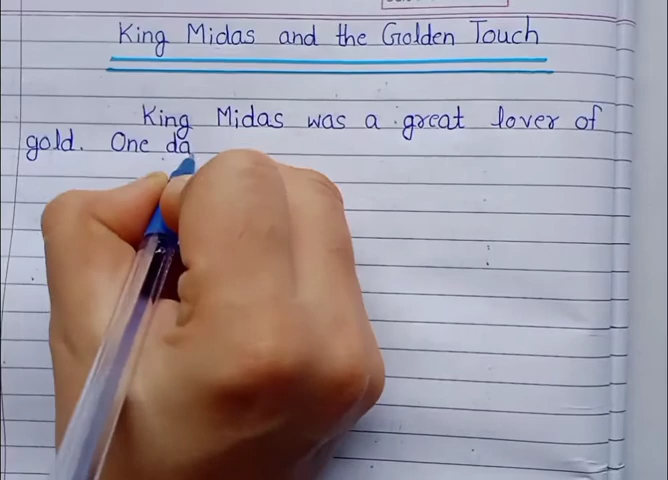 King Midas and the Golden Touch
King Midas was a great lover of
gold. One da